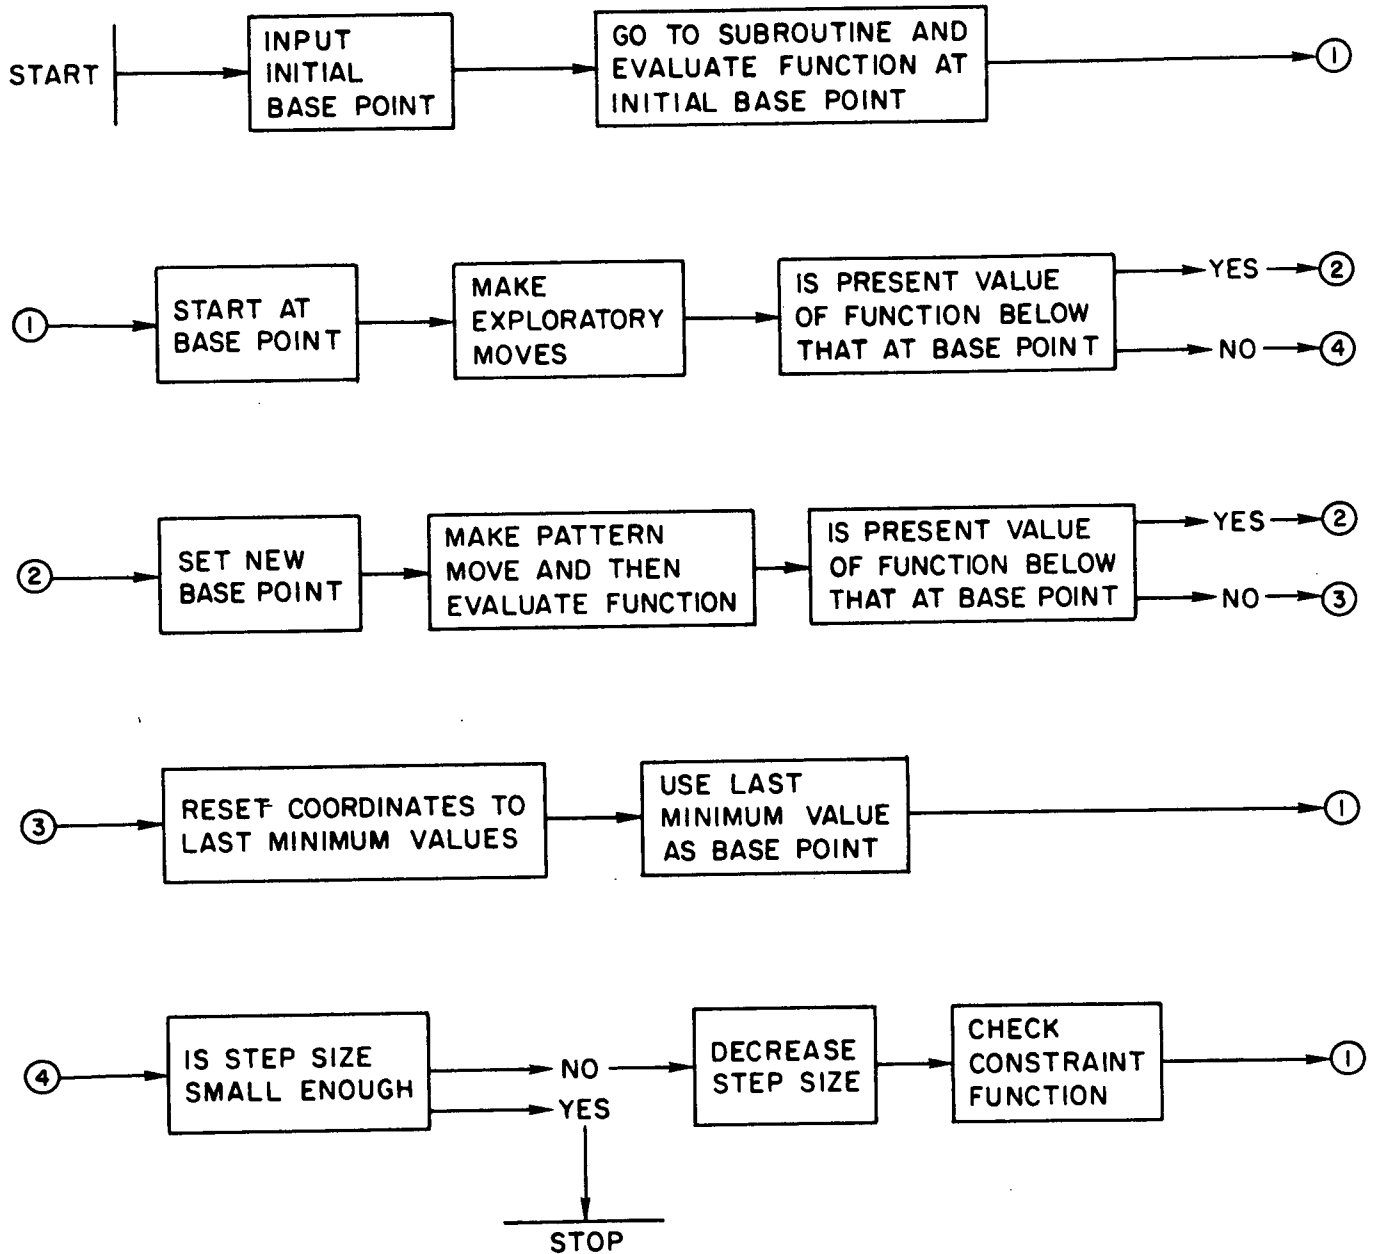 START
INPUT
INITIAL
BASE POINT
GO TO SUBROUTINE AND
EVALUATE FUNCTION AT
INITIAL BASE POINT
1
1
START AT
BASE POINT
MAKE
EXPLORATORY
MOVES
IS PRESENT VALUE
OF FUNCTION BELOW
THAT AT BASE POINT
YES
2
NO
4
2
SET NEW
BASE POINT
MAKE PATTERN
MOVE AND THEN
EVALUATE FUNCTION
IS PRESENT VALUE
OF FUNCTION BELOW
THAT AT BASE POINT
YES
2
NO
3
3
RESET COORDINATES TO
LAST MINIMUM VALUES
USE LAST
MINIMUM VALUE
AS BASE POINT
1
4
IS STEP SIZE
SMALL ENOUGH
NO
YES
DECREASE
STEP SIZE
CHECK
CONSTRAINT
FUNCTION
1
STOP